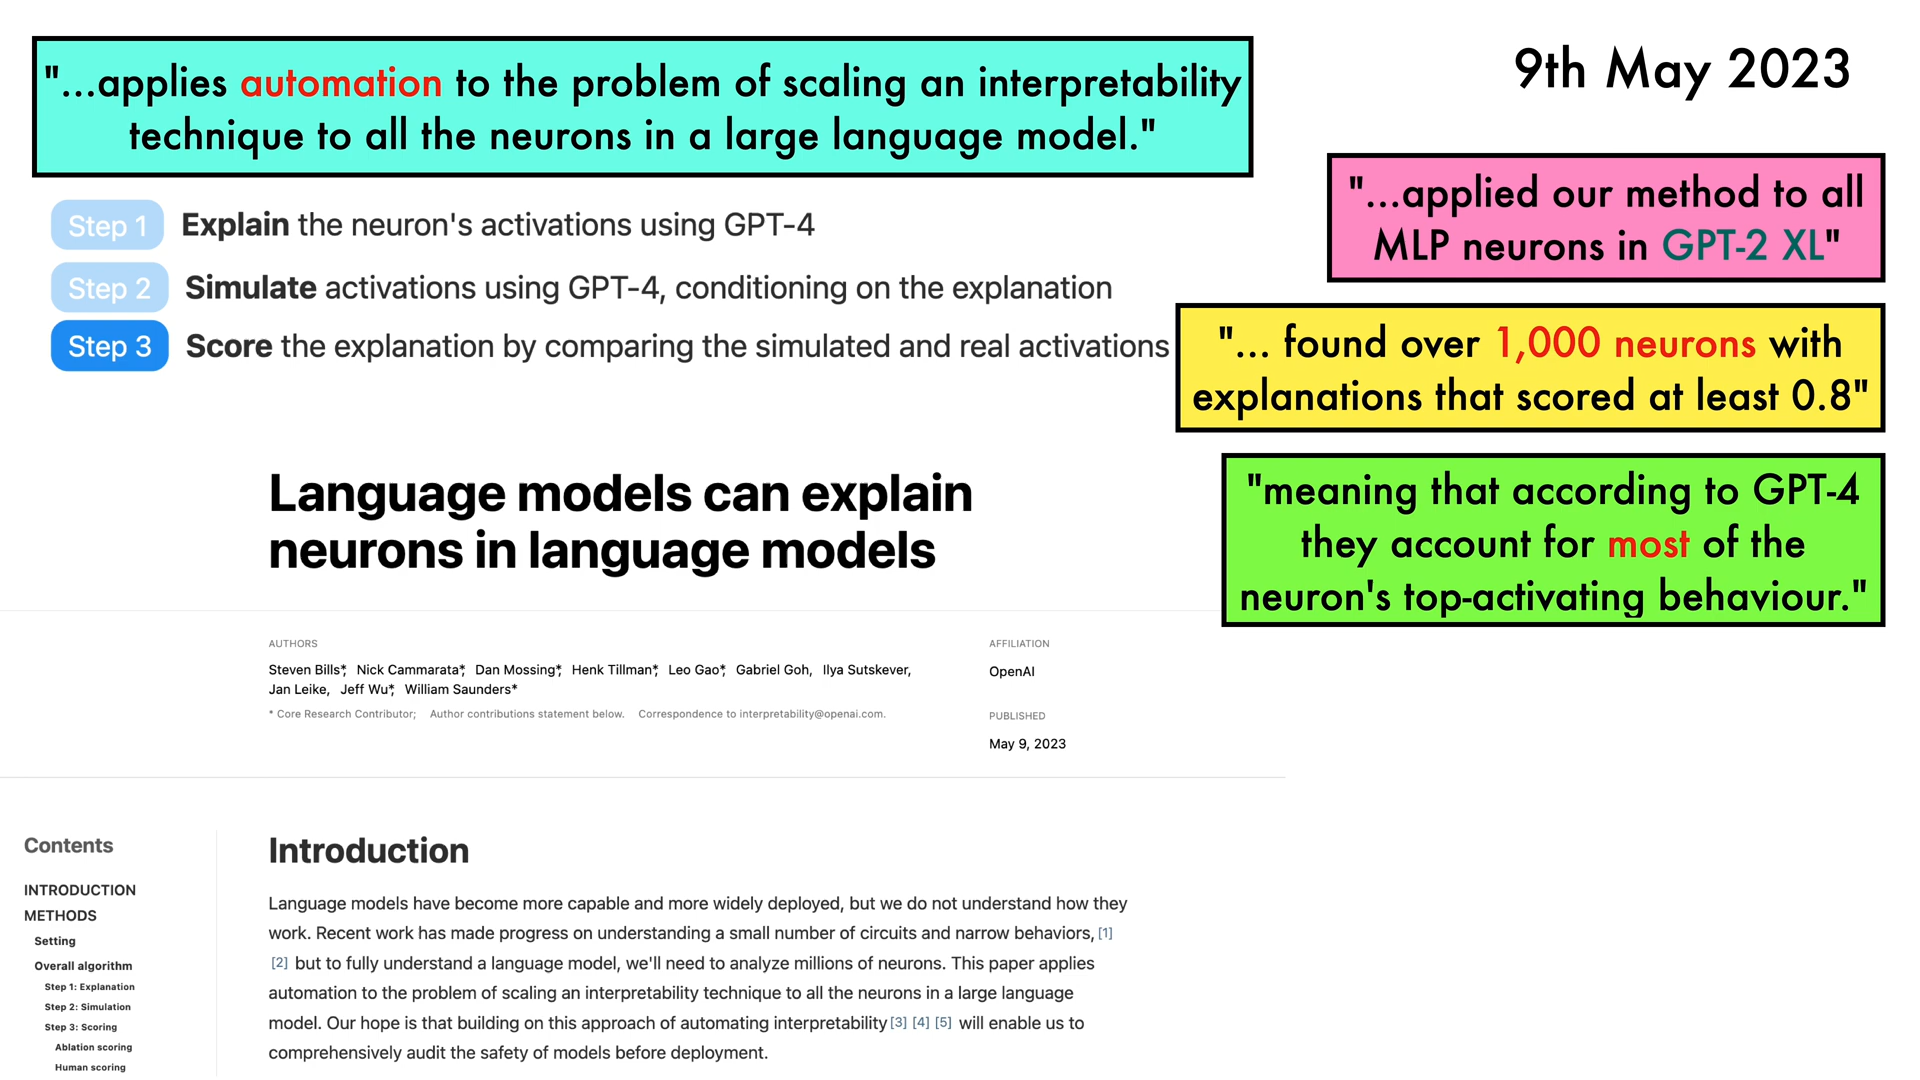 "...applies automation to the problem of scaling an interpretability
technique to all the neurons in a large language model."
9th May 2023
Step 1 Explain the neuron's activations using GPT-4
Step 2 Simulate activations using GPT-4, conditioning on the explanation
Step 3 Score the explanation by comparing the simulated and real activations
"...applied our method to all
MLP neurons in GPT-2 XL"
"... found over 1,000 neurons with
explanations that scored at least 0.8"
"meaning that according to GPT-4
they account for most of the
neuron's top-activating behaviour."
Language models can explain
neurons in language models
AUTHORS
Steven Bills*, Nick Cammarata*, Dan Mossing*, Henk Tillman*, Leo Gao*, Gabriel Goh, Ilya Sutskever,
Jan Leike, Jeff Wu*, William Saunders*
* Core Research Contributor; Author contributions statement below. Correspondence to interpretability@openai.com.
AFFILIATION
OpenAI
PUBLISHED
May 9, 2023
Contents
INTRODUCTION
METHODS
Setting
Overall algorithm
Step 1: Explanation
Step 2: Simulation
Step 3: Scoring
Ablation scoring
Human scoring
Introduction
Language models have become more capable and more widely deployed, but we do not understand how they
work. Recent work has made progress on understanding a small number of circuits and narrow behaviors, [1]
[2] but to fully understand a language model, we'll need to analyze millions of neurons. This paper applies
automation to the problem of scaling an interpretability technique to all the neurons in a large language
model. Our hope is that building on this approach of automating interpretability [3] [4] [5] will enable us to
comprehensively audit the safety of models before deployment.